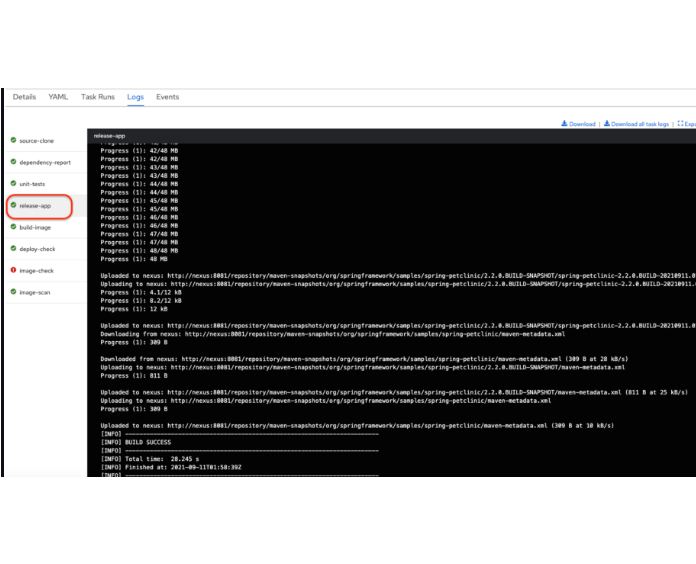 Details YAML Task Runs Logs Events
Download | Download all task logs |
source-clone
dependency-report
unit-tests
release-app
build-image
deploy-check
image-check
image-scan
release-app
Progress (1): 42/48 MB
Progress (1): 43/48 MB
Progress (1): 43/48 MB
Progress (1): 44/48 MB
Progress (1): 44/48 MB
Progress (1): 45/48 MB
Progress (1): 45/48 MB
Progress (1): 46/48 MB
Progress (1): 46/48 MB
Progress (1): 47/48 MB
Progress (1): 47/48 MB
Progress (1): 48/48 MB
Progress (1): 48 MB
Uploaded to nexus: http://nexus:8081/repository/maven-snapshots/org/springframework/samples/spring-petclinic/2.2.0.BUILD-SNAPSHOT/spring-petclinic-2.2.0.BUILD-20210911.0
Uploading to nexus: http://nexus:8081/repository/maven-snapshots/org/springframework/samples/spring-petclinic/2.2.0.BUILD-SNAPSHOT/spring-petclinic-2.2.0.BUILD-20210911.
Progress (1): 4.1/12 kB
Progress (1): 8.2/12 kB
Progress (1): 12 kB
Uploaded to nexus: http://nexus:8081/repository/maven-snapshots/org/springframework/samples/spring-petclinic/2.2.0.BUILD-SNAPSHOT/spring-petclinic-2.2.0.BUILD-20210911.0
Downloading from nexus: http://nexus:8081/repository/maven-snapshots/org/springframework/samples/spring-petclinic/maven-metadata.xml
Progress (1): 309 B
Downloaded from nexus: http://nexus:8081/repository/maven-snapshots/org/springframework/samples/spring-petclinic/maven-metadata.xml (309 B at 28 kB/s)
Uploading to nexus: http://nexus:8081/repository/maven-snapshots/org/springframework/samples/spring-petclinic/2.2.0.BUILD-SNAPSHOT/maven-metadata.xml
Progress (1): 811 B
Uploaded to nexus: http://nexus:8081/repository/maven-snapshots/org/springframework/samples/spring-petclinic/2.2.0.BUILD-SNAPSHOT/maven-metadata.xml (811 B at 25 kB/s)
Uploading to nexus: http://nexus:8081/repository/maven-snapshots/org/springframework/samples/spring-petclinic/maven-metadata.xml
Progress (1): 309 B
Uploaded to nexus: http://nexus:8081/repository/maven-snapshots/org/springframework/samples/spring-petclinic/maven-metadata.xml (309 B at 10 kB/s)
[INFO] ------------------------------------------------------------------------
[INFO] BUILD SUCCESS
[INFO] ------------------------------------------------------------------------
[INFO] Total time: 28.245 s
[INFO] Finished at: 2021-09-11T01:58:39Z
[INFO] ------------------------------------------------------------------------